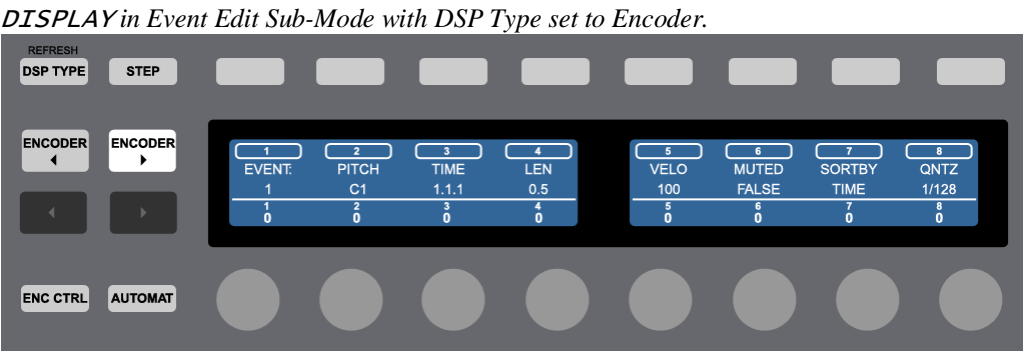 DISPLAY in Event Edit Sub-Mode with DSP Type set to Encoder.
REFRESH
DSP TYPE STEP
ENCODER ENCODER
1 2 3 4 5 6 7 8
EVENT: PITCH TIME LEN VELO MUTED SORTBY QNTZ
1 C1 1.1.1 0.5 100 FALSE TIME 1/128
1 2 3 4 5 6 7 8
0 0 0 0 0 0 0 0
ENC CTRL AUTOMAT